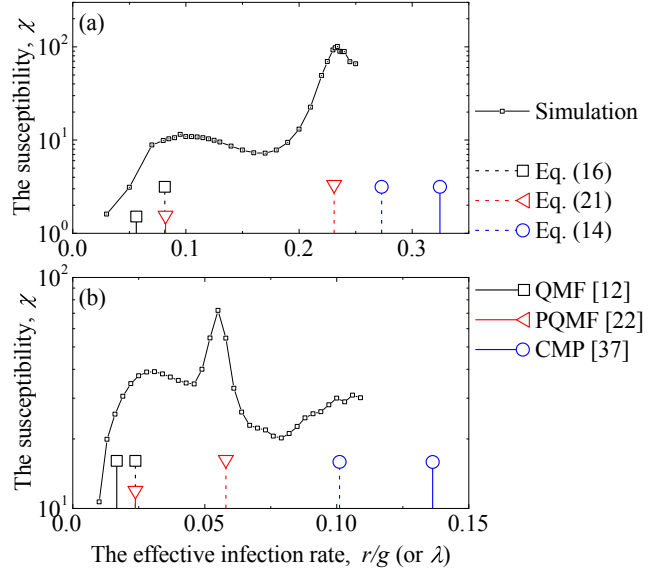 (a)
The susceptibility, χ
10²
10¹
10⁰
0.0 0.1 0.2 0.3
Simulation
Eq. (16)
Eq. (21)
Eq. (14)
(b)
The susceptibility, χ
10²
10¹
0.00 0.05 0.10 0.15
QMF [12]
PQMF [22]
CMP [37]
The effective infection rate, r/g (or λ)